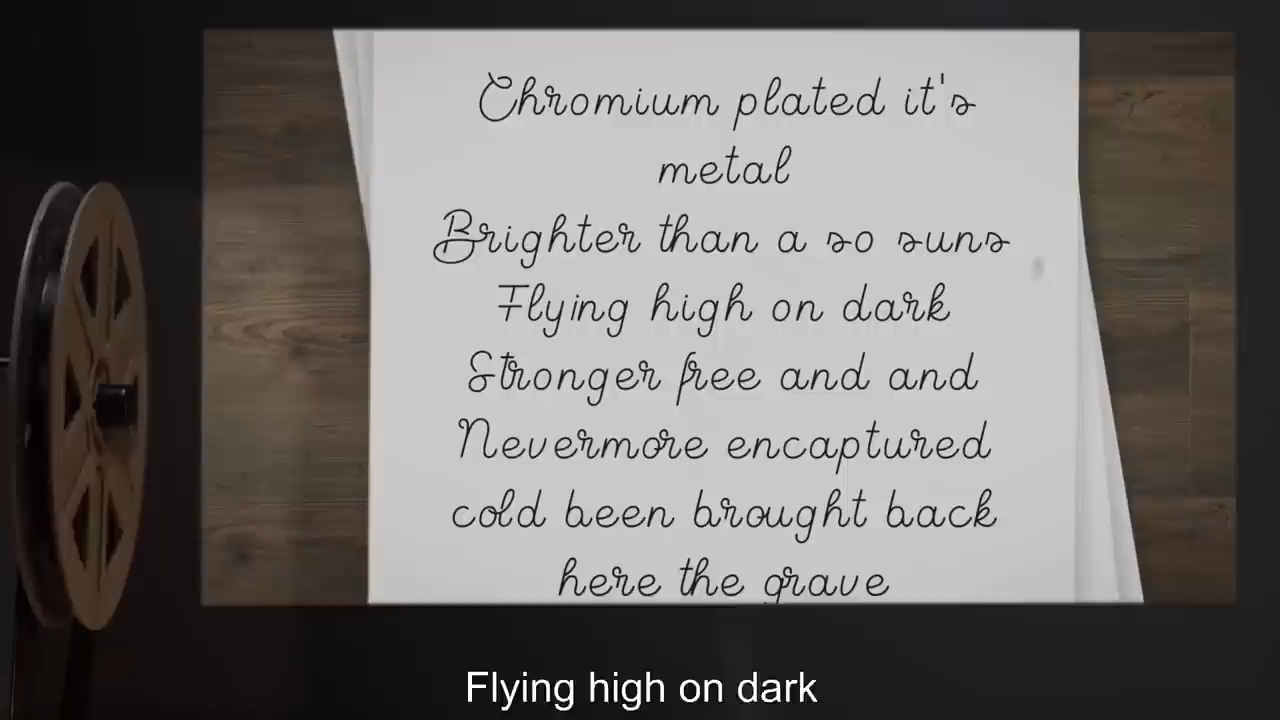 Chromium plated it's
metal
Brighter than a so suns
Flying high on dark
Stronger free and and
Nevermore encaptured
cold been brought back
here the grave
Flying high on dark